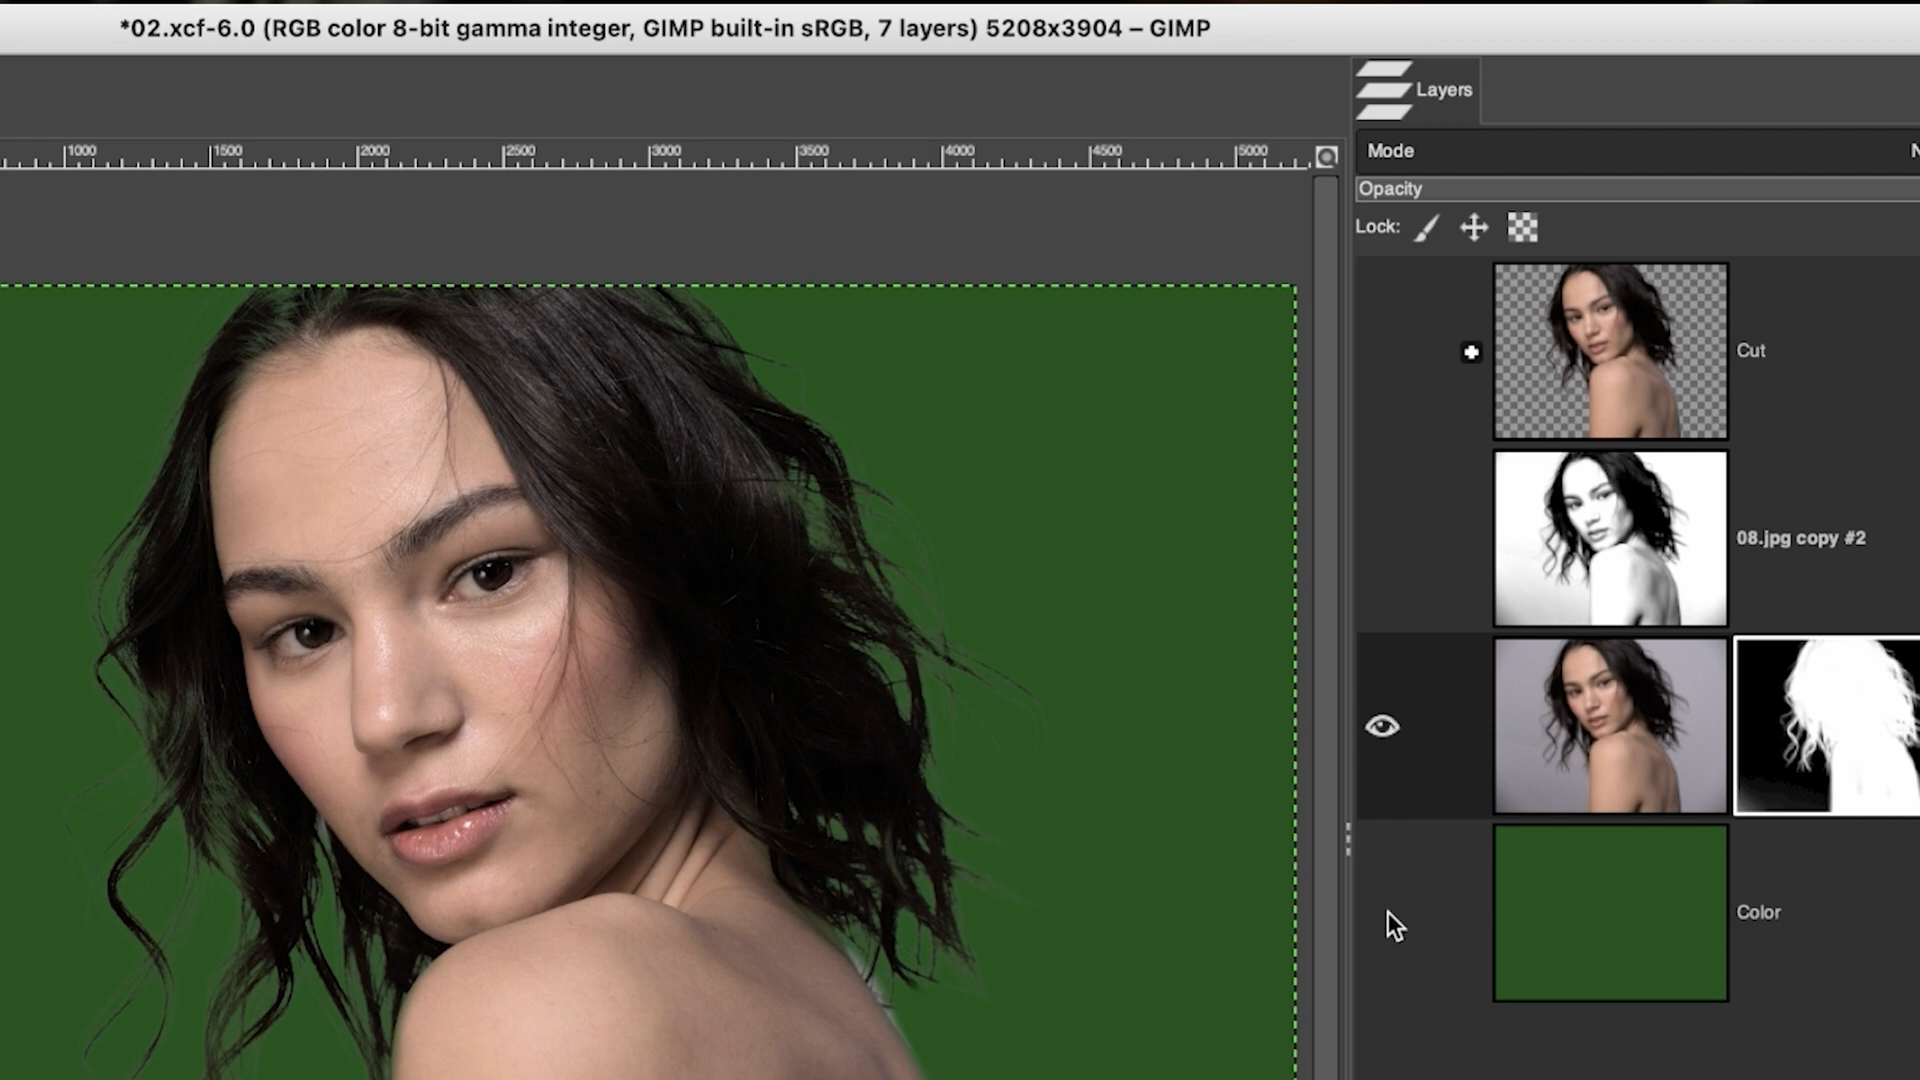 *02.xcf-6.0 (RGB color 8-bit gamma integer, GIMP built-in sRGB, 7 layers) 5208x3904 – GIMP
Layers
1000 1500 2000 2500 3000 3500 4000 4500 5000
Mode N
Opacity
Lock:
Cut
08.jpg copy #2
Color